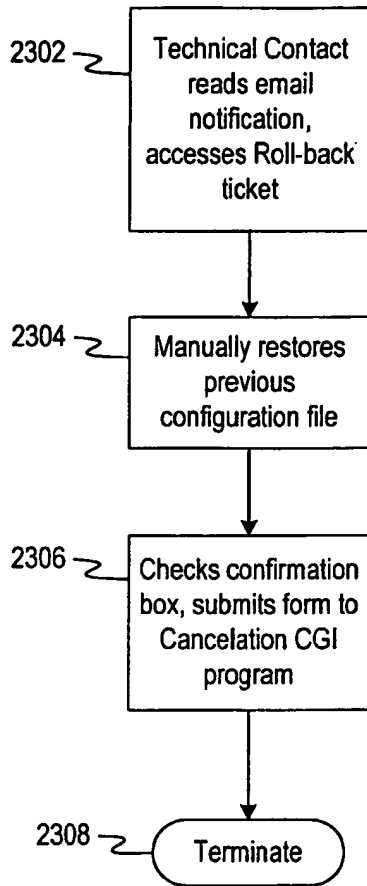 2302
Technical Contact
reads email
notification,
accesses Roll-back
ticket
2304
Manually restores
previous
configuration file
2306
Checks confirmation
box, submits form to
Cancelation CGI
program
2308
Terminate